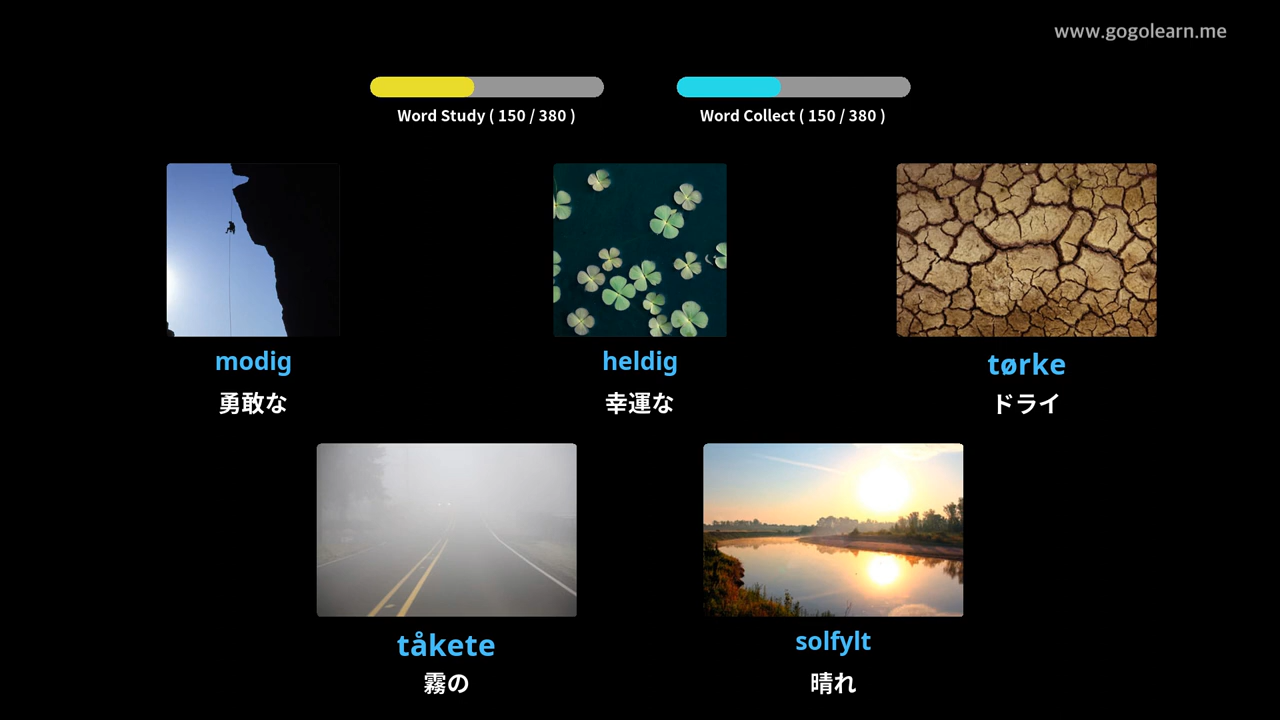 www.gogolearn.me
Word Study ( 150 / 380 )
Word Collect ( 150 / 380 )
modig
勇敢な
heldig
幸運な
tørke
ドライ
tåkete
霧の
solfylt
晴れ